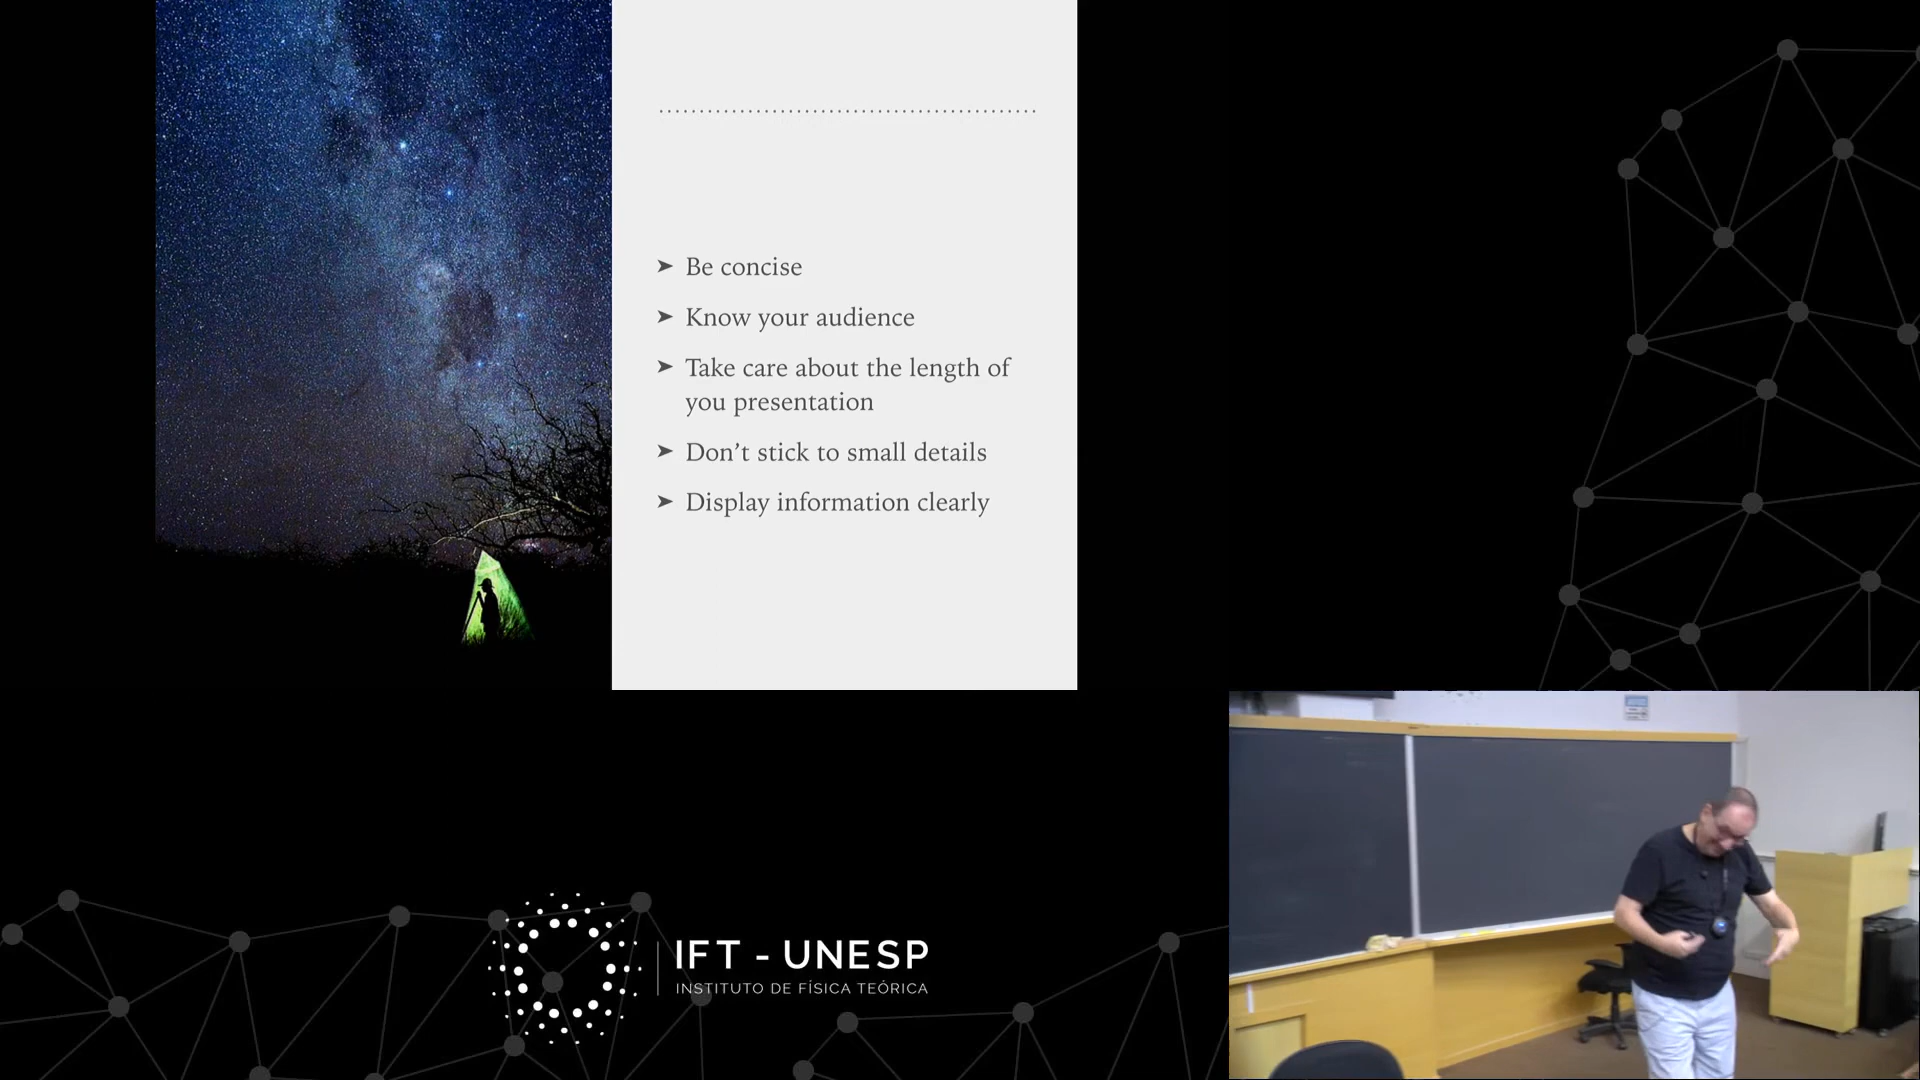 ➤ Be concise
➤ Know your audience
➤ Take care about the length of
you presentation
➤ Don’t stick to small details
➤ Display information clearly
IFT - UNESP
INSTITUTO DE FÍSICA TEÓRICA